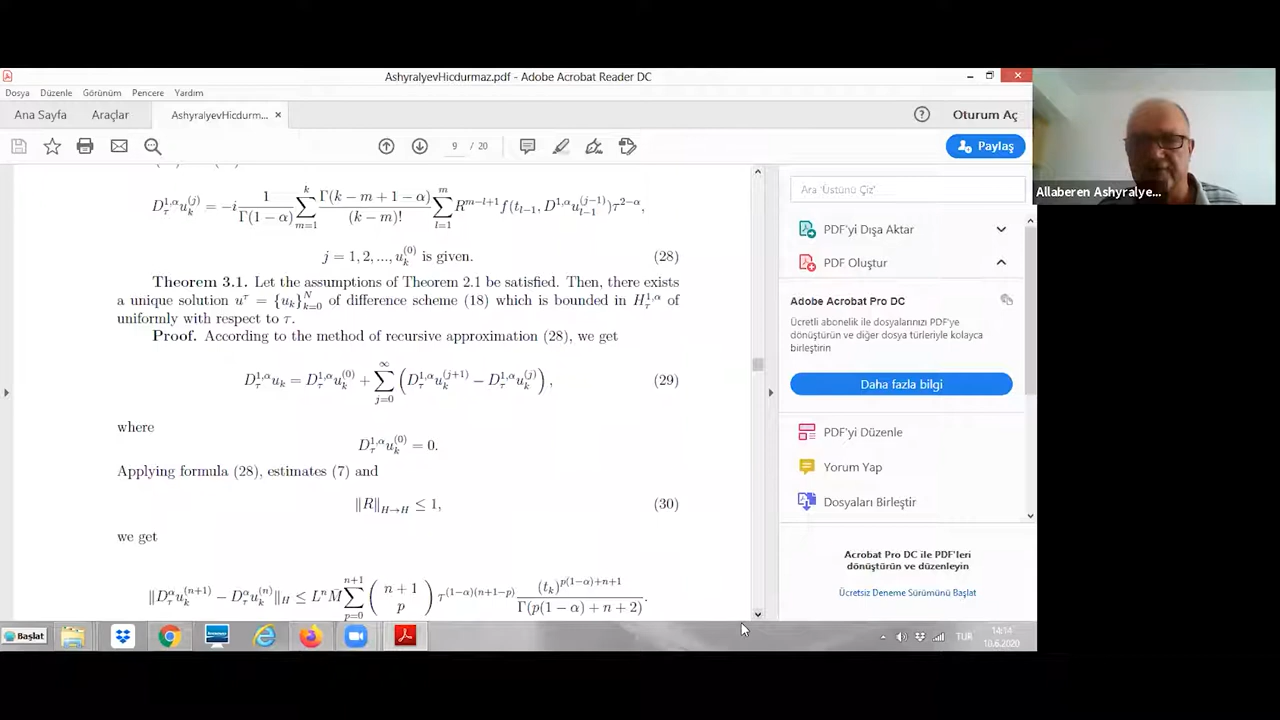 AshyralyevHicdurmaz.pdf - Adobe Acrobat Reader DC
Dosya Düzenle Görünüm Pencere Yardım
Ana Sayfa Araçlar AshyralyevHicdurm... × Oturum Aç
9 / 20 Paylaş
D_τ^{1,α} u_k^{(j)} = −i 1/Γ(1 − α) ∑_{m=1}^{k} Γ(k − m + 1 − α)/(k − m)! ∑_{l=1}^{m} R^{m−l+1} f(t_{l−1}, D^{1,α} u_{l−1}^{(j−1)}) τ^{2−α},
j = 1, 2, ..., u_k^{(0)} is given. (28)
Theorem 3.1. Let the assumptions of Theorem 2.1 be satisfied. Then, there exists
a unique solution u^τ = {u_k}_{k=0}^N of difference scheme (18) which is bounded in H_τ^{1,α} of
uniformly with respect to τ.
Proof. According to the method of recursive approximation (28), we get
D_τ^{1,α} u_k = D_τ^{1,α} u_k^{(0)} + ∑_{j=0}^{∞} (D_τ^{1,α} u_k^{(j+1)} − D_τ^{1,α} u_k^{(j)}), (29)
where
D_τ^{1,α} u_k^{(0)} = 0.
Applying formula (28), estimates (7) and
‖R‖_{H→H} ≤ 1, (30)
we get
‖D_τ^α u_k^{(n+1)} − D_τ^α u_k^{(n)}‖_H ≤ L^n M ∑_{p=0}^{n+1} (n + 1 p) τ^{(1−α)(n+1−p)} (t_k)^{p(1−α)+n+1}/Γ(p(1 − α) + n + 2).
Ara 'Üstünü Çiz'
PDF'yi Dışa Aktar
PDF Oluştur
Adobe Acrobat Pro DC
Ücretli abonelik ile dosyalarınızı PDF'ye
dönüştürün ve diğer dosya türleriyle kolayca
birleştirin
Daha fazla bilgi
PDF'yi Düzenle
Yorum Yap
Dosyaları Birleştir
Acrobat Pro DC ile PDF'leri
dönüştürün ve düzenleyin
Ücretsiz Deneme Sürümünü Başlat
Allaberen Ashyralye...
Başlat
TUR
14:14
10.6.2020